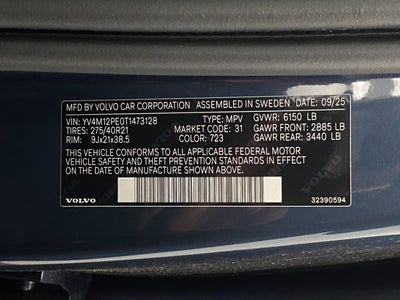 MFD. BY VOLVO CAR CORPORATION ASSEMBLED IN SWEDEN DATE: 09/25
VIN: YV4M12PE0T1473128 TYPE: MPV GVWR: 6150 LB
TIRES: 275/40R21 MARKET CODE: 31 GAWR FRONT: 2885 LB
RIM: 9Jx21x38.5 COLOR: 723 GAWR REAR: 3440 LB
THIS VEHICLE CONFORMS TO ALL APPLICABLE U.S. FEDERAL MOTOR
VEHICLE SAFETY, BUMPER, AND THEFT PREVENTION STANDARDS
IN EFFECT ON THE DATE OF MANUFACTURE SHOWN ABOVE.
VOLVO 32390594